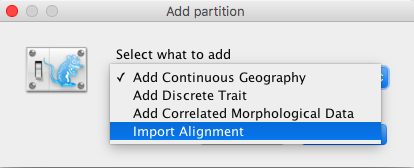 Add partition
Select what to add
✓ Add Continuous Geography
Add Discrete Trait
Add Correlated Morphological Data
Import Alignment